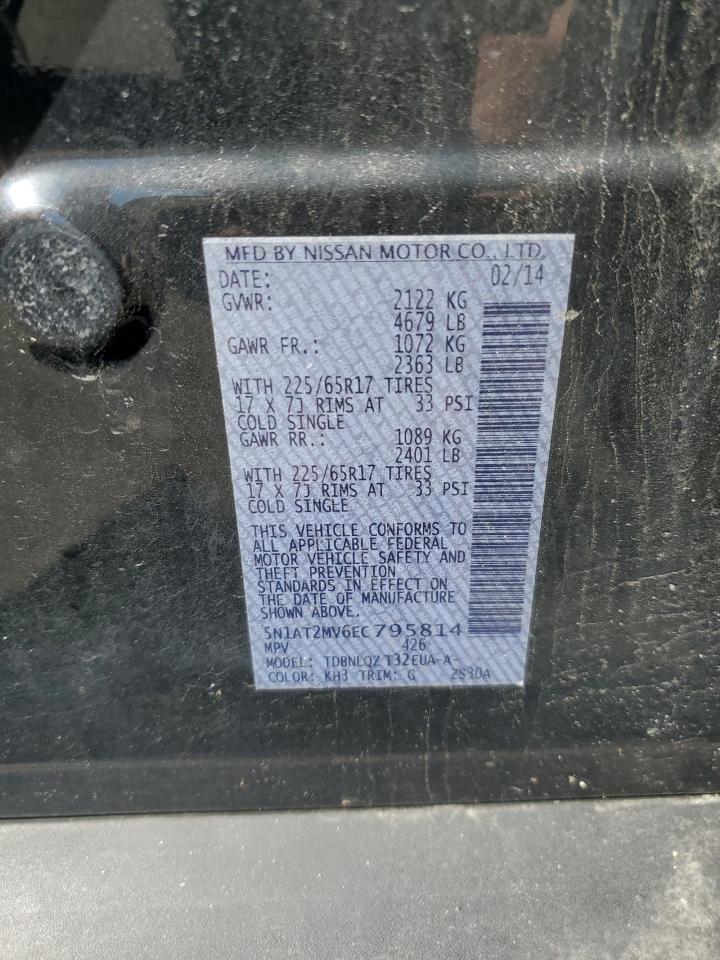 MFD BY NISSAN MOTOR CO., LTD.
DATE: 02/14
GVWR: 2122 KG
4679 LB
GAWR FR.: 1072 KG
2363 LB
WITH 225/65R17 TIRES
17 X 7J RIMS AT 33 PSI
COLD SINGLE
GAWR RR.: 1089 KG
2401 LB
WITH 225/65R17 TIRES
17 X 7J RIMS AT 33 PSI
COLD SINGLE
THIS VEHICLE CONFORMS TO
ALL APPLICABLE FEDERAL
MOTOR VEHICLE SAFETY AND
THEFT PREVENTION
STANDARDS IN EFFECT ON
THE DATE OF MANUFACTURE
SHOWN ABOVE.
5N1AT2MV6EC795814
MPV 426
MODEL: TDBNLQZ T32EUA-A-
COLOR: KH3 TRIM: G ZS30A